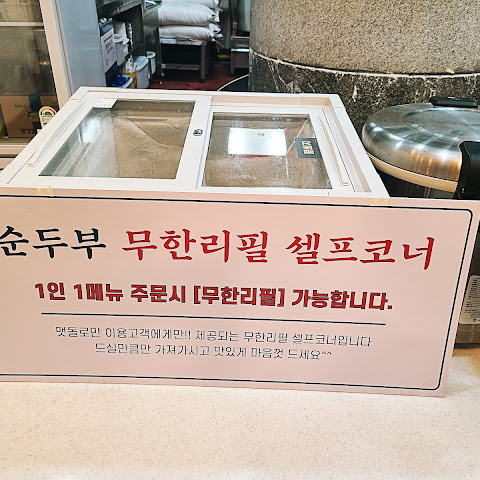 순두부 무한리필 셀프코너
1인 1메뉴 주문시 [무한리필] 가능합니다.
맷돌로만 이용고객에게만!! 제공되는 무한리필 셀프코너입니다
드실만큼만 가져가시고 맛있게 마음껏 드세요^^